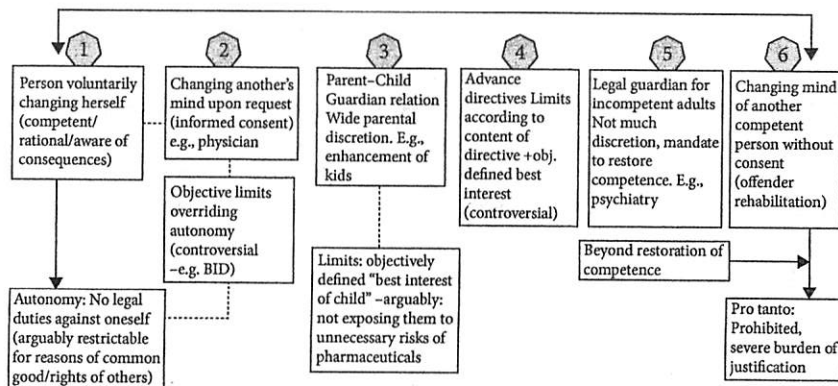 1
Person voluntarily
changing herself
(competent/
rational/aware of
consequences)
2
Changing another's
mind upon request
(informed consent)
e.g., physician
3
Parent–Child
Guardian relation
Wide parental
discretion. E.g.,
enhancement of
kids
4
Advance
directives Limits
according to
content of
directive +obj.
defined best
interest
(controversial)
5
Legal guardian for
incompetent adults
Not much
discretion, mandate
to restore
competence. E.g.,
psychiatry
6
Changing mind
of another
competent
person without
consent
(offender
rehabilitation)
Objective limits
overriding
autonomy
(controversial
–e.g. BID)
Limits: objectively
defined “best interest
of child” –arguably:
not exposing them to
unnecessary risks of
pharmaceuticals
Beyond restoration of
competence
Autonomy: No legal
duties against oneself
(arguably restrictable
for reasons of common
good/rights of others)
Pro tanto:
Prohibited,
severe burden of
justification